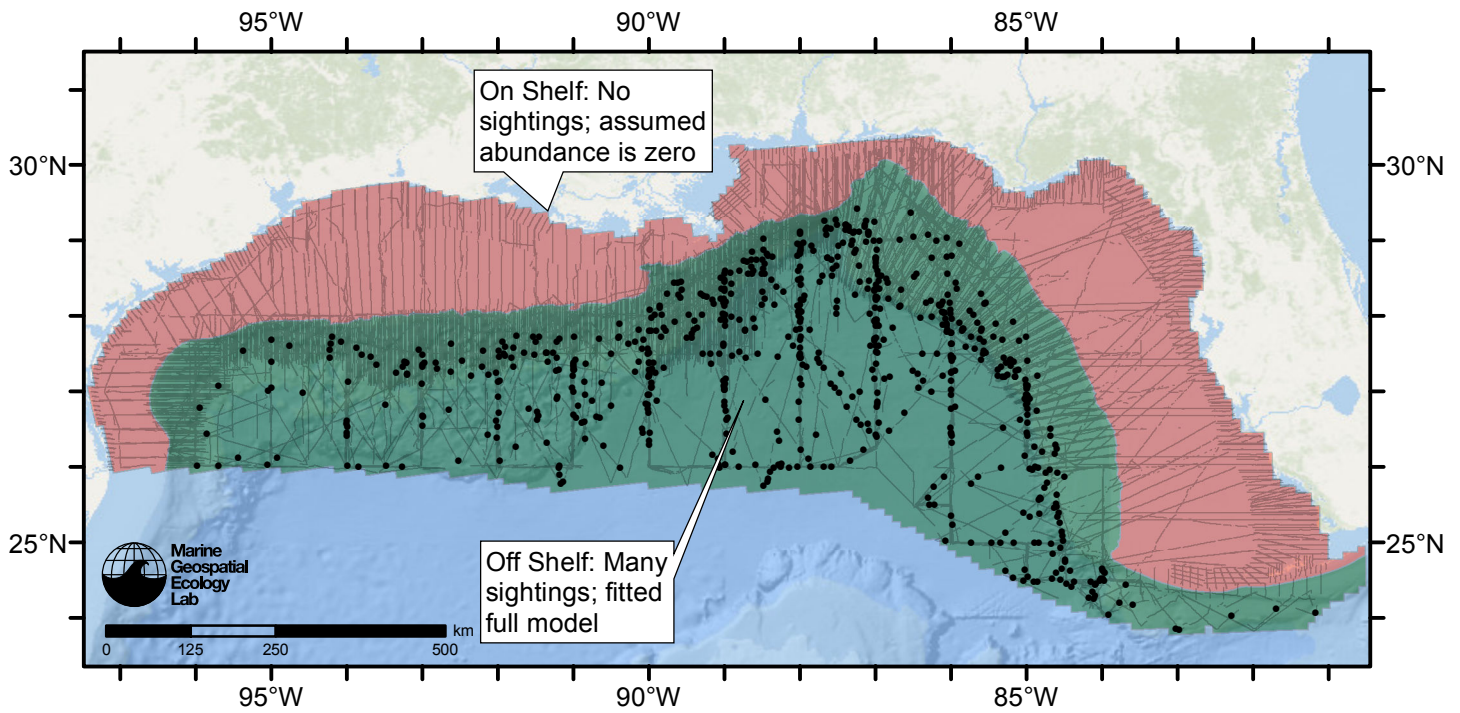 95°W
90°W
85°W
On Shelf: No
sightings; assumed
abundance is zero
30°N
30°N
25°N
25°N
Off Shelf: Many
sightings; fitted
full model
Marine
Geospatial
Ecology
Lab
km
0
125
250
500
95°W
90°W
85°W